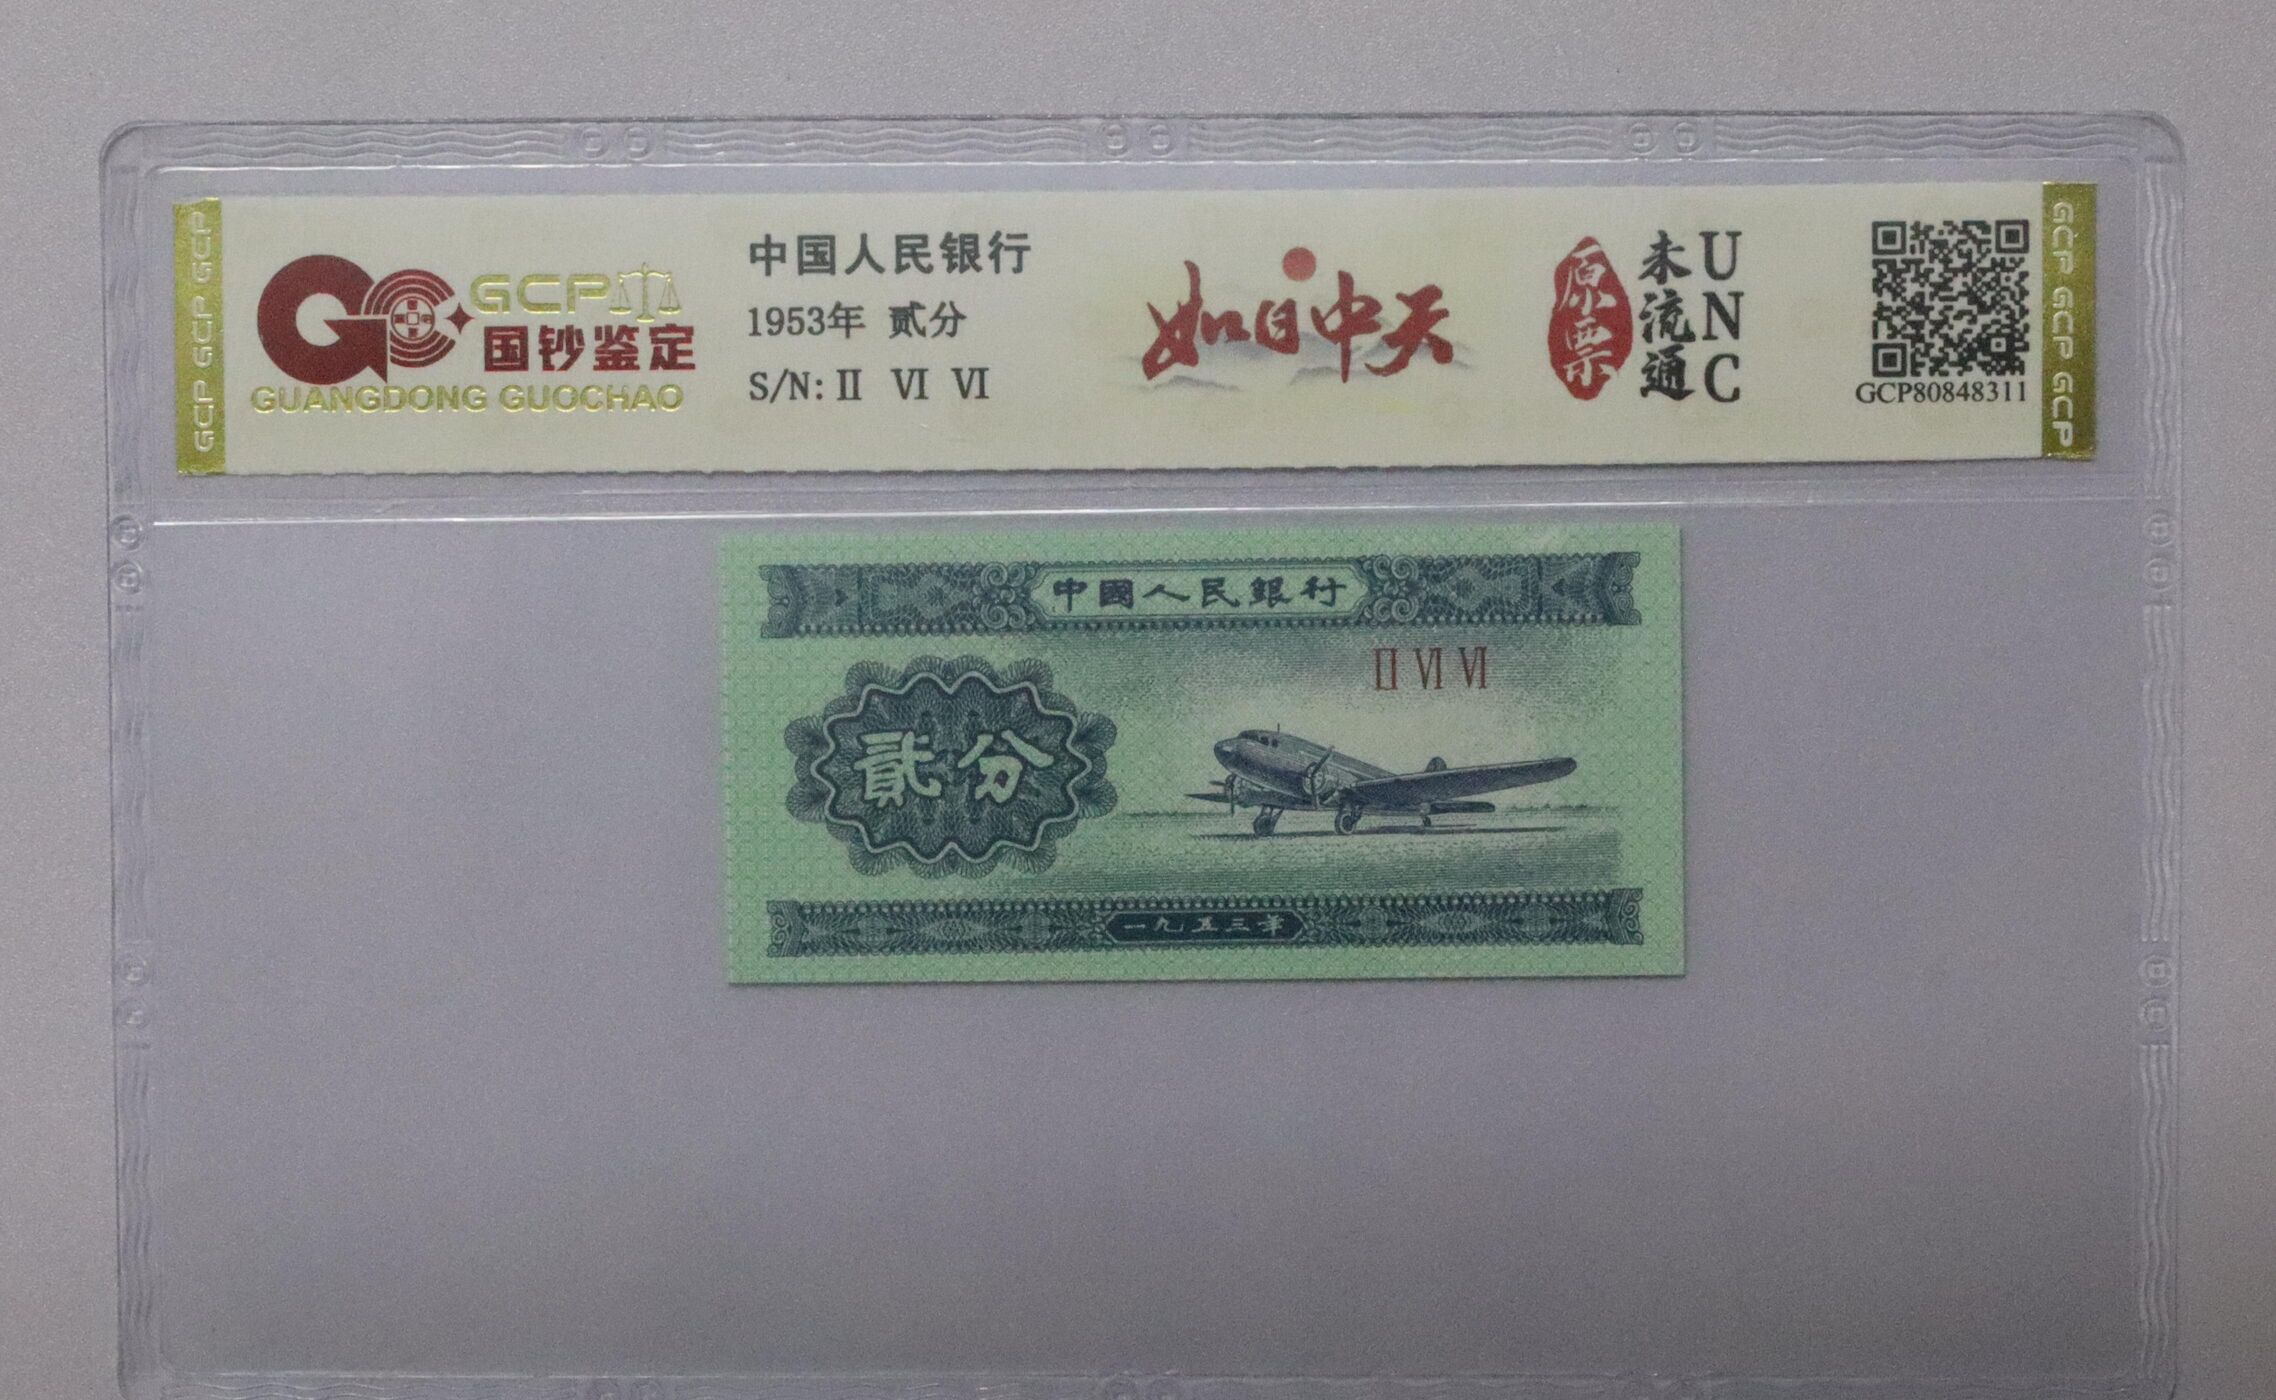 GCP GCP GCP
GCP
国钞鉴定
GUANGDONG GUOCHAO
中国人民银行
1953年 贰分
S/N: Ⅱ Ⅵ Ⅵ
如日中天
原票
未流通
UNC
GCP80848311
GCP GCP GCP
中國人民銀行
Ⅱ Ⅵ Ⅵ
貳分
一九五三年